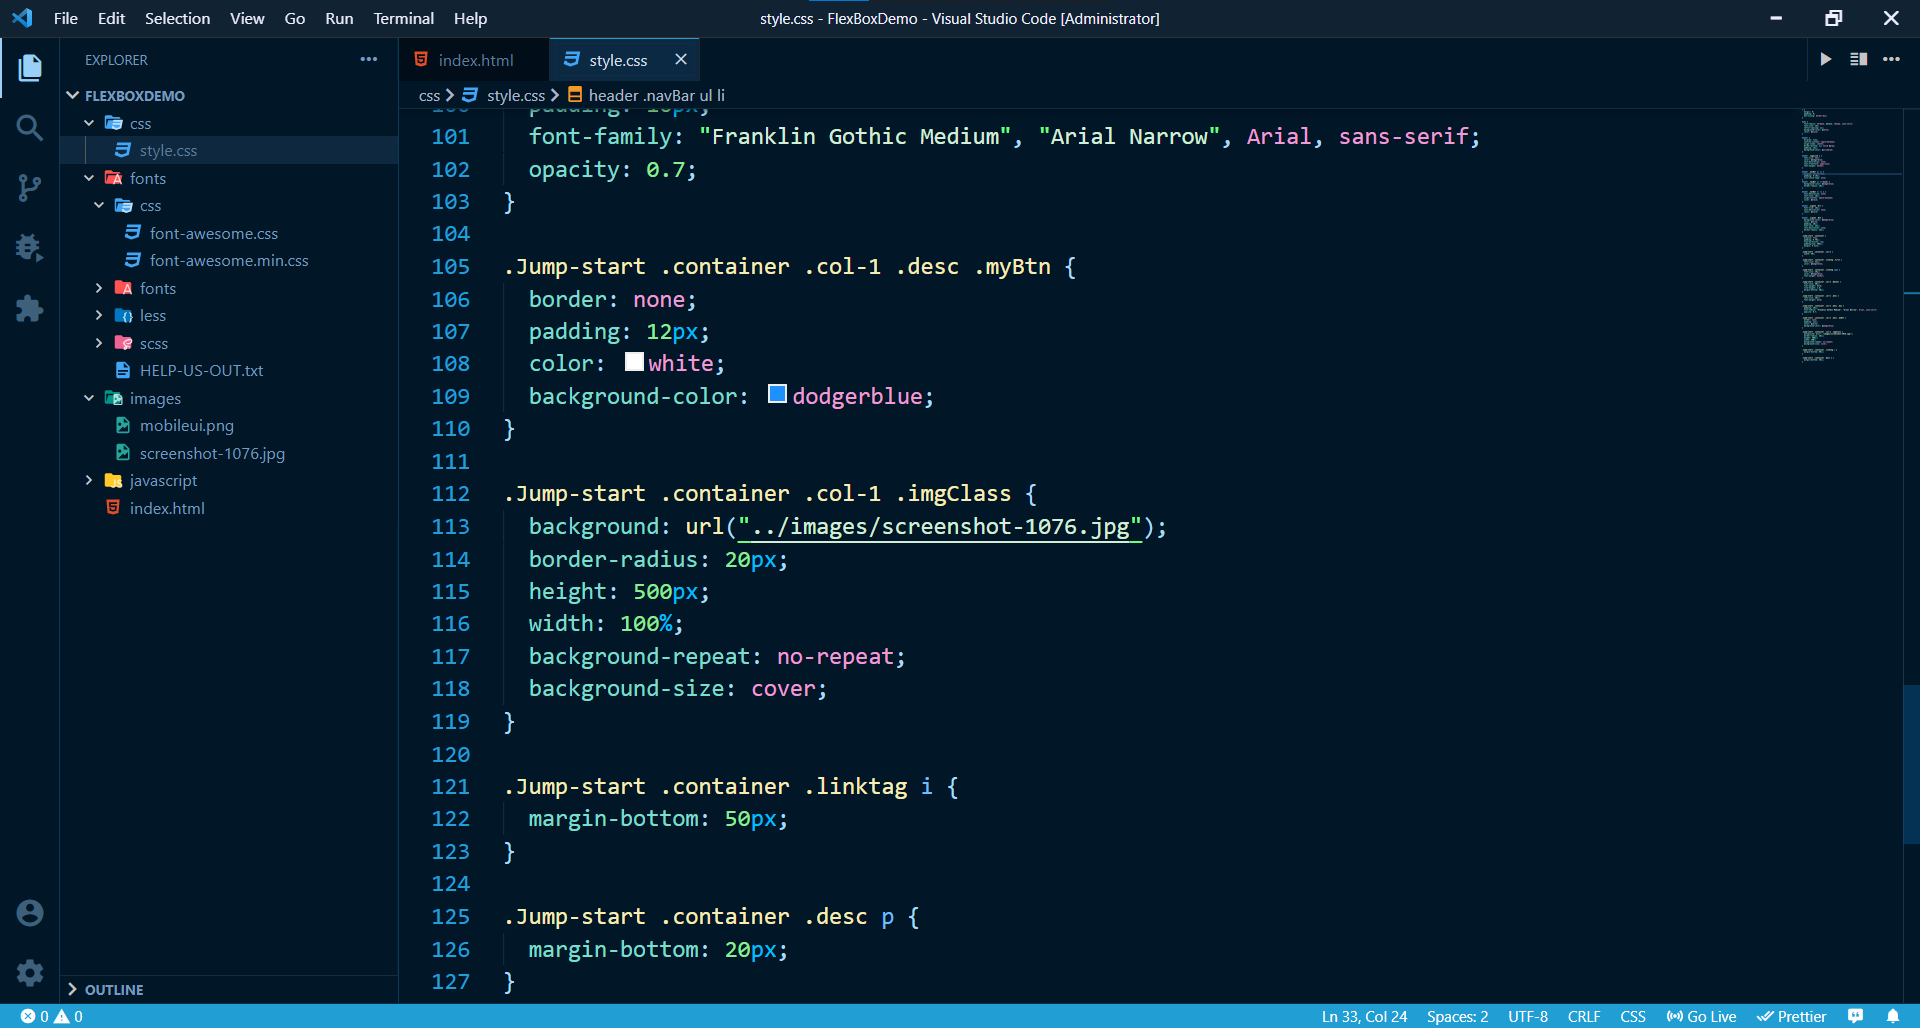 File Edit Selection View Go Run Terminal Help
style.css - FlexBoxDemo - Visual Studio Code [Administrator]
EXPLORER
index.html
style.css
css > style.css > header .navBar ul li
FLEXBOXDEMO
css
style.css
fonts
css
font-awesome.css
font-awesome.min.css
fonts
less
scss
HELP-US-OUT.txt
images
mobileui.png
screenshot-1076.jpg
javascript
index.html
OUTLINE
101 font-family: "Franklin Gothic Medium", "Arial Narrow", Arial, sans-serif;
102 opacity: 0.7;
103 }
104
105 .Jump-start .container .col-1 .desc .myBtn {
106 border: none;
107 padding: 12px;
108 color: white;
109 background-color: dodgerblue;
110 }
111
112 .Jump-start .container .col-1 .imgClass {
113 background: url("../images/screenshot-1076.jpg");
114 border-radius: 20px;
115 height: 500px;
116 width: 100%;
117 background-repeat: no-repeat;
118 background-size: cover;
119 }
120
121 .Jump-start .container .linktag i {
122 margin-bottom: 50px;
123 }
124
125 .Jump-start .container .desc p {
126 margin-bottom: 20px;
127 }
0 0
Ln 33, Col 24 Spaces: 2 UTF-8 CRLF CSS Go Live Prettier